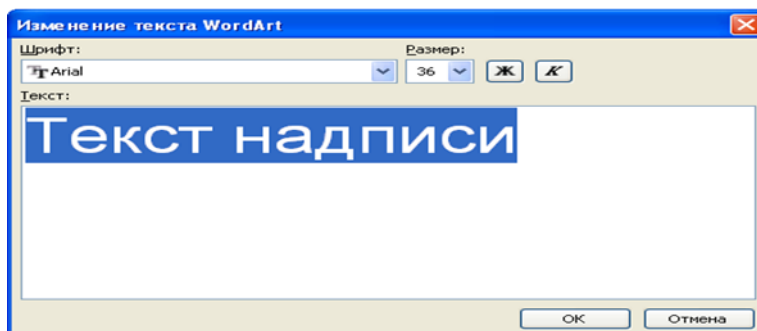 Изменение текста WordArt
Шрифт: Размер:
Arial 36 Ж К
Текст:
Текст надписи
ОК Отмена